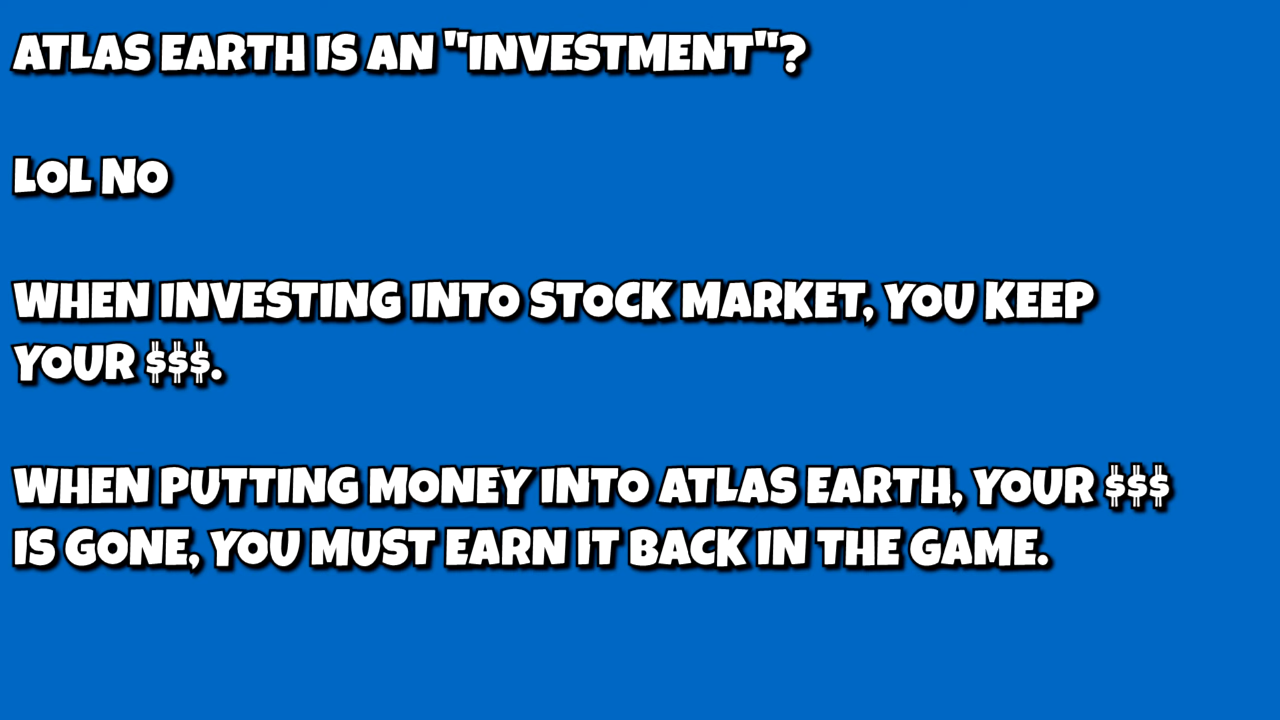 ATLAS EARTH IS AN "INVESTMENT"?
LOL NO
WHEN INVESTING INTO STOCK MARKET, YOU KEEP
YOUR $$$.
WHEN PUTTING MONEY INTO ATLAS EARTH, YOUR $$$
IS GONE, YOU MUST EARN IT BACK IN THE GAME.